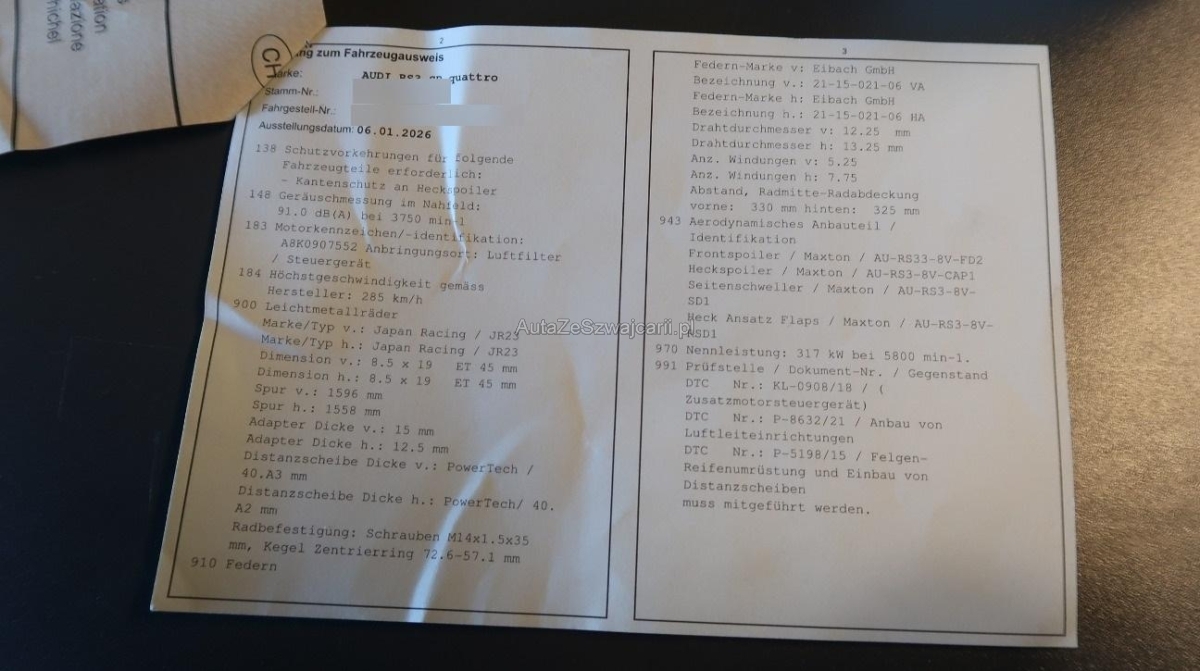 ation
azione
nichel
CH
2
ng zum Fahrzeugausweis
Marke: AUDI RS3 quattro
Stamm-Nr.:
Fahrgestell-Nr.:
Ausstellungsdatum: 06.01.2026
138 Schutzvorkehrungen für folgende
Fahrzeugteile erforderlich:
- Kantenschutz an Heckspoiler
148 Geräuschmessung im Nahfeld:
91.0 dB(A) bei 3750 min-1
183 Motorkennzeichen/-identifikation:
A8K0907552 Anbringungsort: Luftfilter
/ Steuergerät
184 Höchstgeschwindigkeit gemäss
Hersteller: 285 km/h
900 Leichtmetallräder
Marke/Typ v.: Japan Racing / JR23
Marke/Typ h.: Japan Racing / JR23
Dimension v.: 8.5 x 19 ET 45 mm
Dimension h.: 8.5 x 19 ET 45 mm
Spur v.: 1596 mm
Spur h.: 1558 mm
Adapter Dicke v.: 15 mm
Adapter Dicke h.: 12.5 mm
Distanzscheibe Dicke v.: PowerTech /
40.A3 mm
Distanzscheibe Dicke h.: PowerTech/ 40.
A2 mm
Radbefestigung: Schrauben M14x1.5x35
mm, Kegel Zentrierring 72.6-57.1 mm
910 Federn
3
Federn-Marke v: Eibach GmbH
Bezeichnung v.: 21-15-021-06 VA
Federn-Marke h: Eibach GmbH
Bezeichnung h.: 21-15-021-06 HA
Drahtdurchmesser v: 12.25 mm
Drahtdurchmesser h: 13.25 mm
Anz. Windungen v: 5.25
Anz. Windungen h: 7.75
Abstand, Radmitte-Radabdeckung
vorne: 330 mm hinten: 325 mm
943 Aerodynamisches Anbauteil /
Identifikation
Frontspoiler / Maxton / AU-RS33-8V-FD2
Heckspoiler / Maxton / AU-RS3-8V-CAP1
Seitenschweller / Maxton / AU-RS3-8V-
SD1
Heck Ansatz Flaps / Maxton / AU-RS3-8V-
RSD1
970 Nennleistung: 317 kW bei 5800 min-1.
991 Prüfstelle / Dokument-Nr. / Gegenstand
DTC Nr.: KL-0908/18 / (
Zusatzmotorsteuergerät)
DTC Nr.: P-8632/21 / Anbau von
Luftleiteinrichtungen
DTC Nr.: P-5198/15 / Felgen-
Reifenumrüstung und Einbau von
Distanzscheiben
muss mitgeführt werden.
AutaZeSzwajcarii.pl